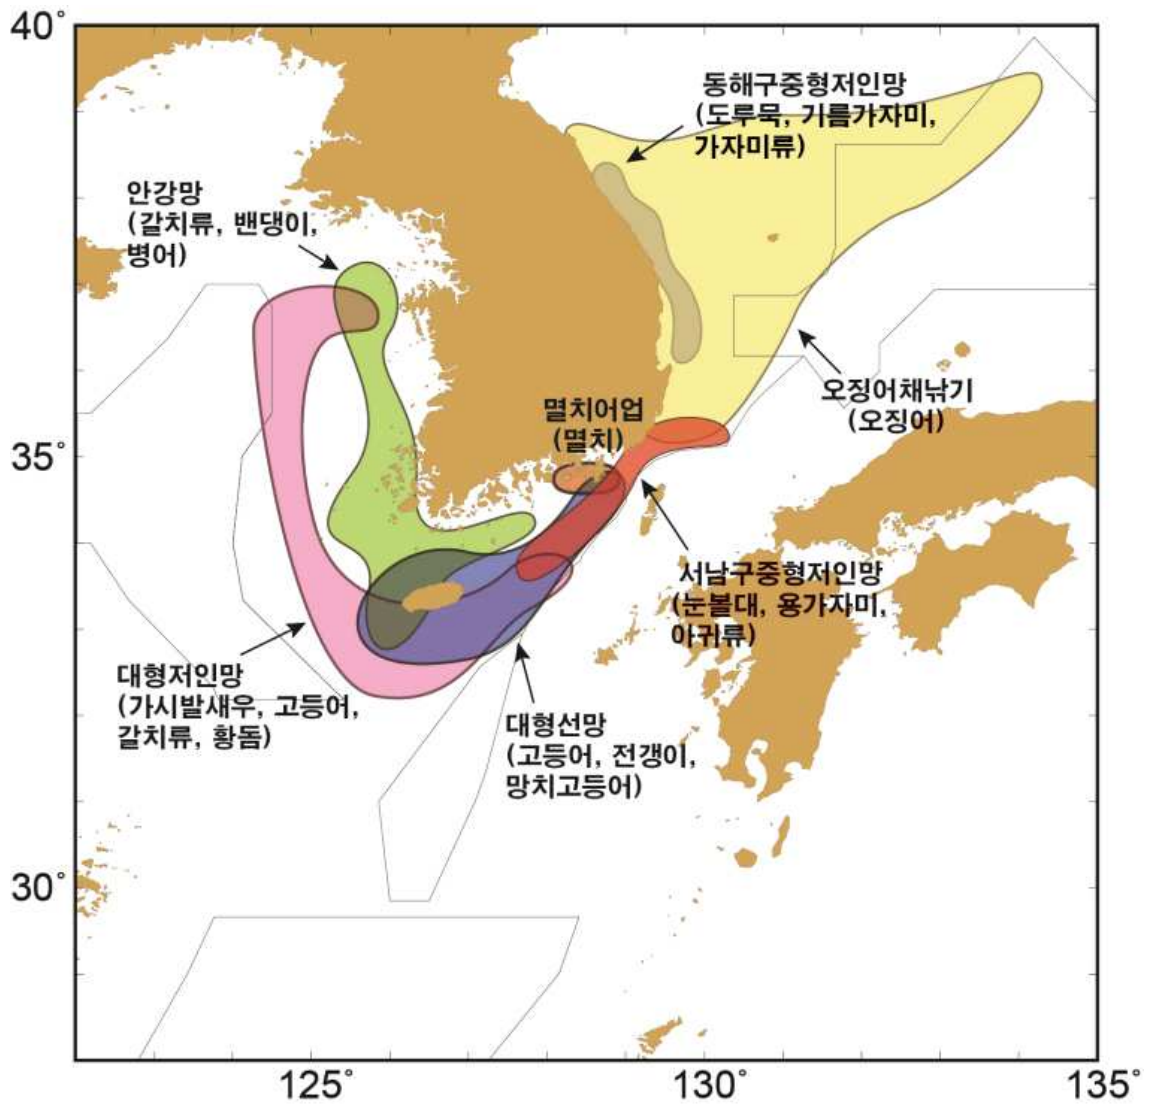 40°
동해구중형저인망
(도루묵, 기름가자미,
가자미류)
안강망
(갈치류, 밴댕이,
병어)
오징어채낚기
(오징어)
멸치어업
(멸치)
35°
서남구중형저인망
(눈볼대, 용가자미,
아귀류)
대형저인망
(가시발새우, 고등어,
갈치류, 황돔)
대형선망
(고등어, 전갱이,
망치고등어)
30°
125°
130°
135°